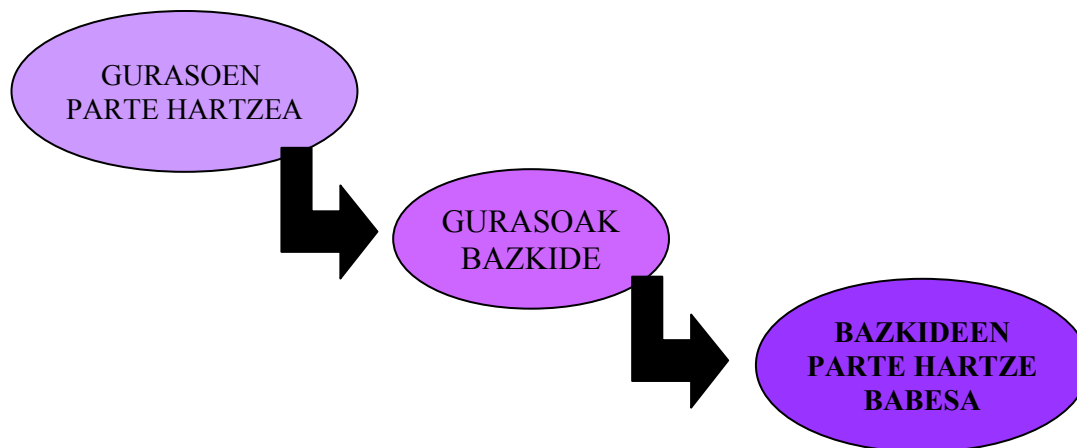 GURASOEN
PARTE HARTZEA
GURASOAK
BAZKIDE
BAZKIDEEN
PARTE HARTZE
BABESA